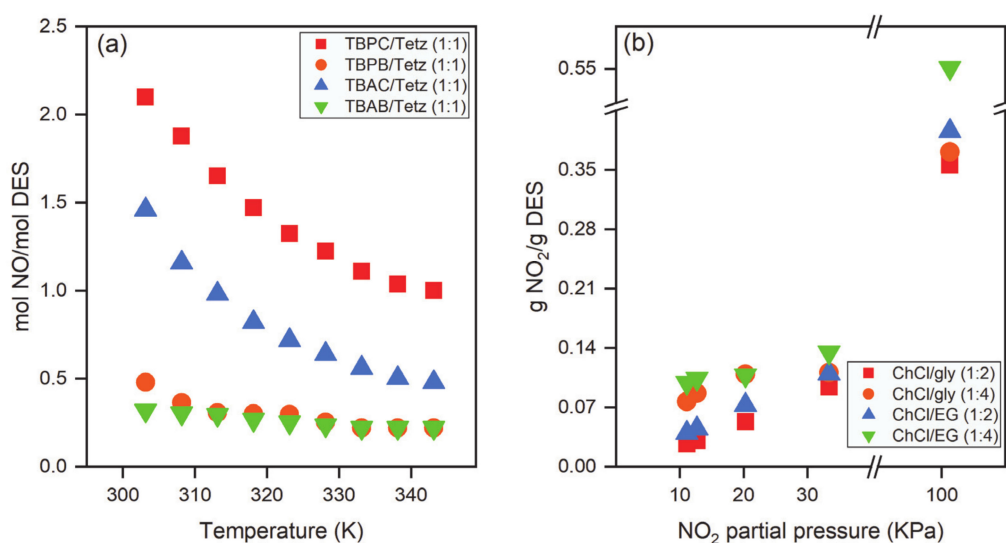 (a)
TBPC/Tetz (1:1)
TBPB/Tetz (1:1)
TBAC/Tetz (1:1)
TBAB/Tetz (1:1)
2.5
2.0
1.5
1.0
0.5
0.0
mol NO/mol DES
300 310 320 330 340
Temperature (K)
(b)
0.55
0.35
0.28
0.21
0.14
0.07
0.00
g NO₂/g DES
ChCl/gly (1:2)
ChCl/gly (1:4)
ChCl/EG (1:2)
ChCl/EG (1:4)
10 20 30 100
NO₂ partial pressure (KPa)